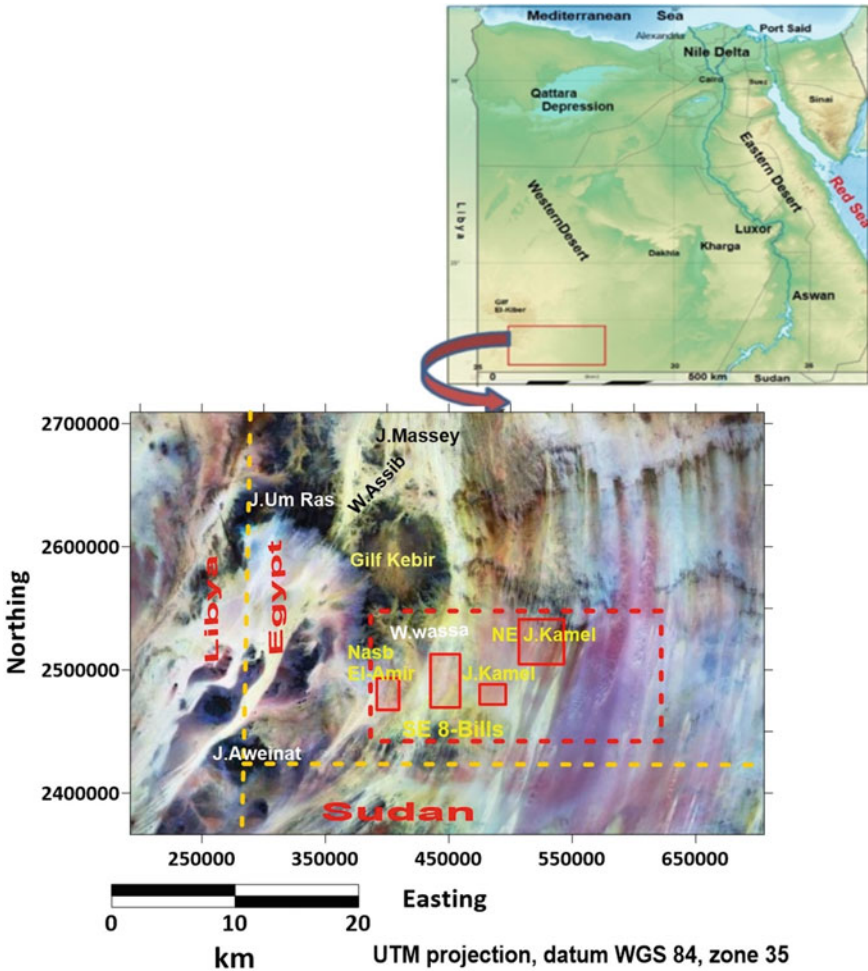 Mediterranean Sea
Alexandria
Port Said
Nile Delta
Cairo
Suez
Qattara
Depression
Sinai
Eastern Desert
Red Sea
Libya
WesternDesert
Luxor
Dakhla
Kharga
Gilf
El-Kiber
Aswan
25
30
0
500 km
Sudan
2700000
2600000
2500000
2400000
Northing
J.Massey
W.Assib
J.Um Ras
Gilf Kebir
Libya
Egypt
W.wassa
NE J.Kamel
Nasb
El-Amir
J.Kamel
SE 8-Bills
J.Aweinat
Sudan
250000 350000 450000 550000 650000
Easting
0 10 20
km
UTM projection, datum WGS 84, zone 35